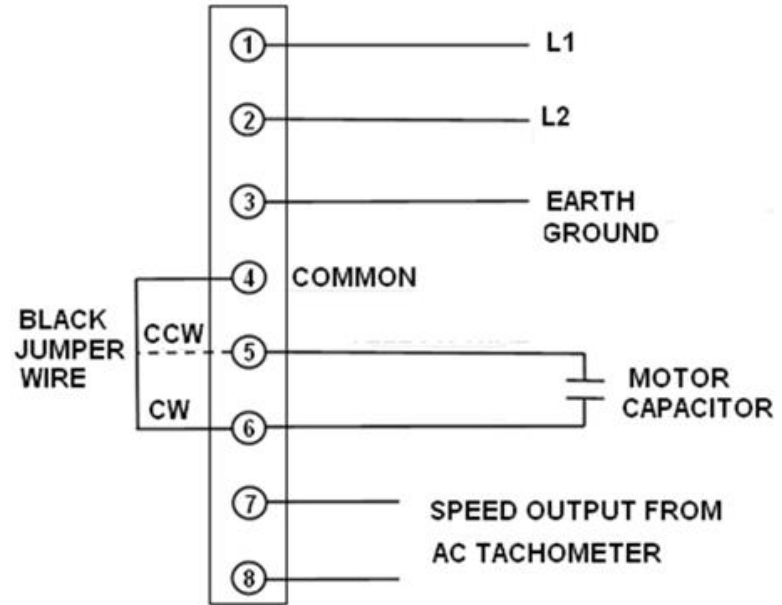 1
L1
2
L2
3
EARTH
GROUND
4
COMMON
BLACK
JUMPER
WIRE
CCW
5
CW
6
MOTOR
CAPACITOR
7
SPEED OUTPUT FROM
AC TACHOMETER
8